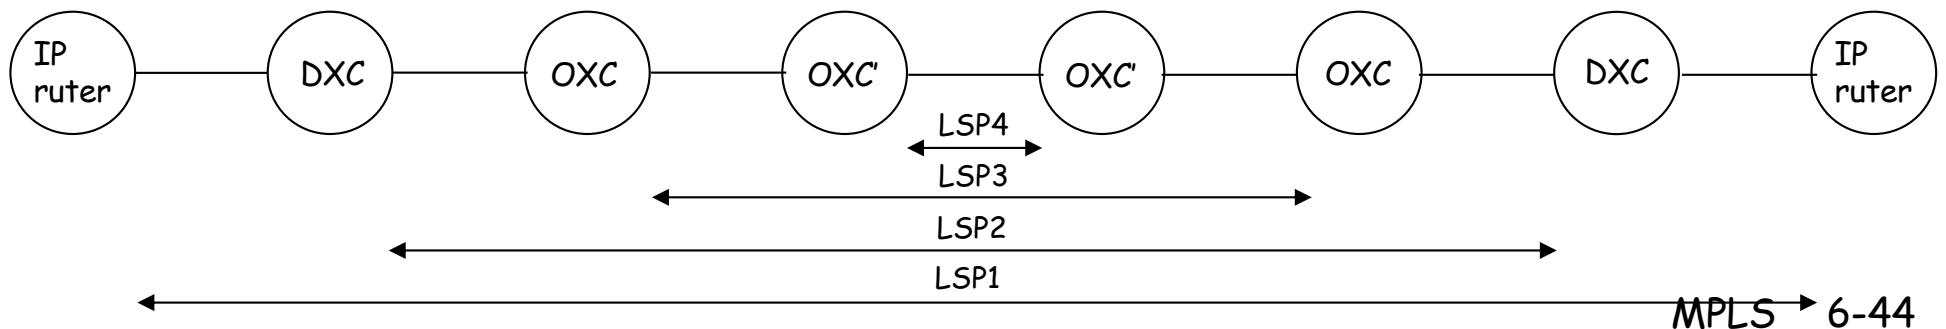 IP
ruter
DXC
OXC
OXC'
OXC'
OXC
DXC
IP
ruter
LSP4
LSP3
LSP2
LSP1
MPLS 6-44